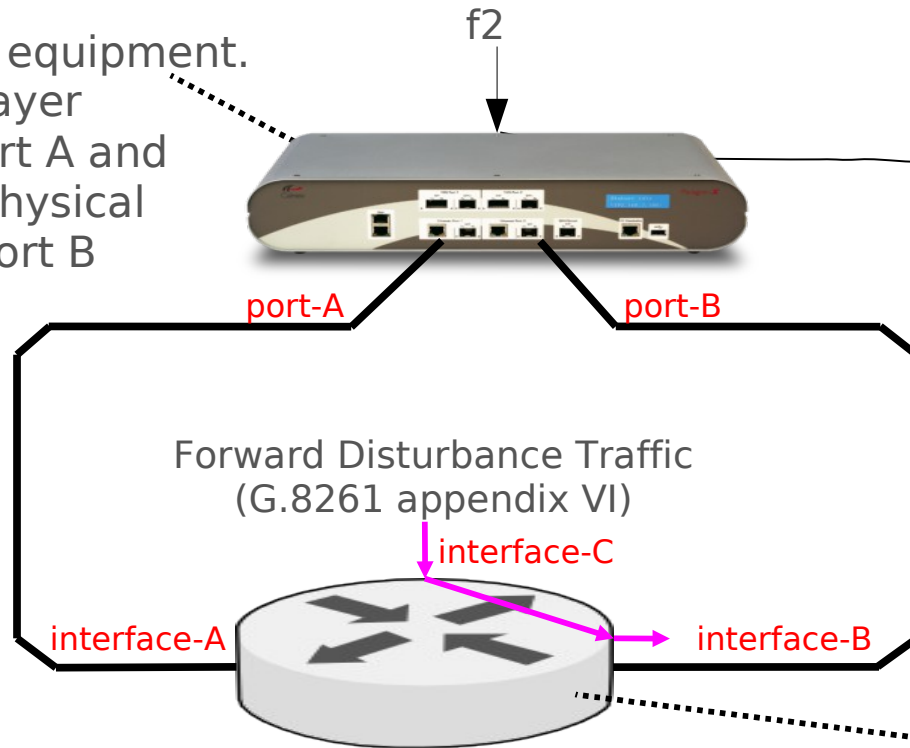 f2
equipment.
ayer
rt A and
hysical
ort B
port-A
port-B
Forward Disturbance Traffic
(G.8261 appendix VI)
interface-C
interface-A
interface-B